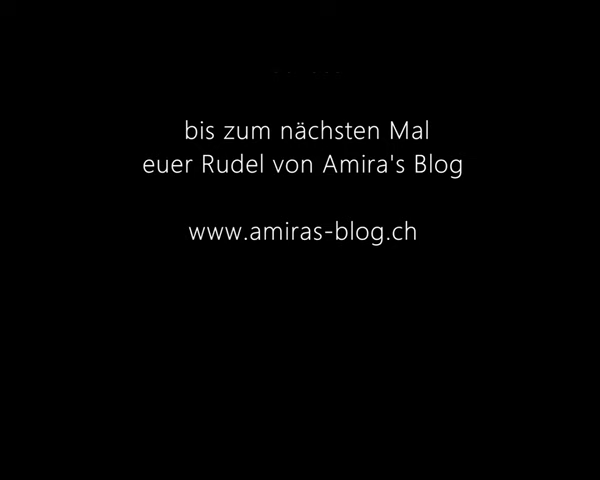 bis zum nächsten Mal
euer Rudel von Amira's Blog
www.amiras-blog.ch